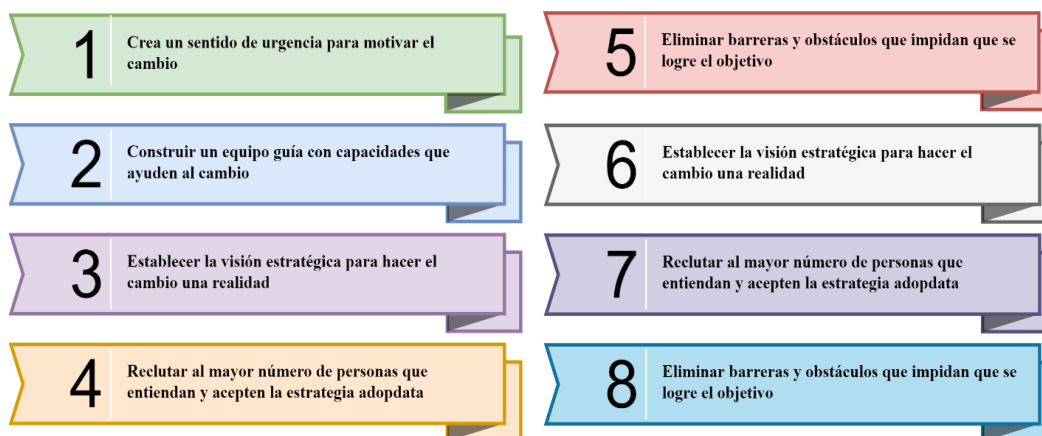 1
Crea un sentido de urgencia para motivar el
cambio
2
Construir un equipo guía con capacidades que
ayuden al cambio
3
Establecer la visión estratégica para hacer el
cambio una realidad
4
Reclutar al mayor número de personas que
entiendan y acepten la estrategia adopdata
5
Eliminar barreras y obstáculos que impidan que se
logre el objetivo
6
Establecer la visión estratégica para hacer el
cambio una realidad
7
Reclutar al mayor número de personas que
entiendan y acepten la estrategia adopdata
8
Eliminar barreras y obstáculos que impidan que se
logre el objetivo